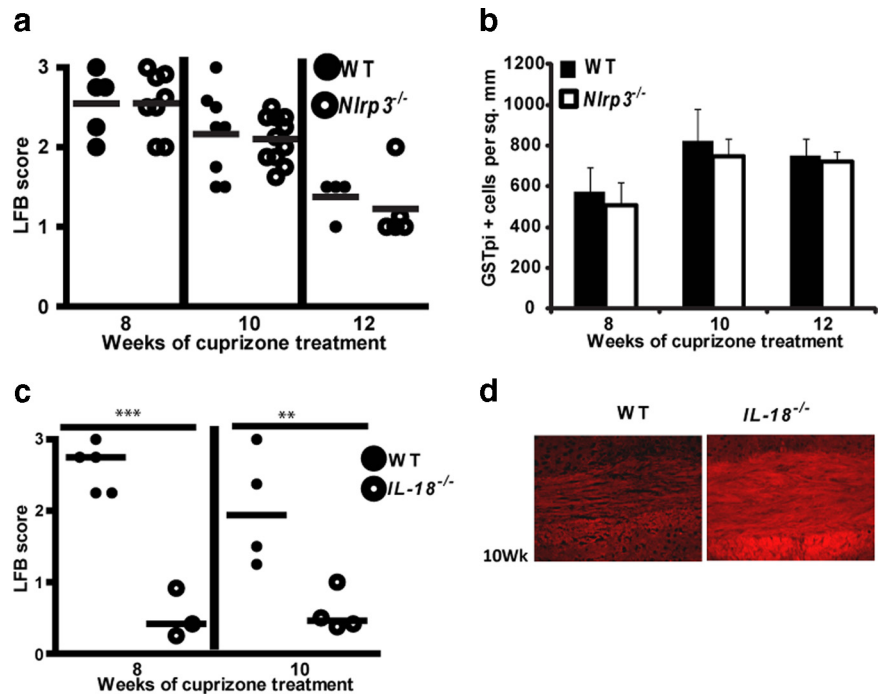 a
3
2
1
0
LFB score
WT
Nlrp3-/-
8 10 12
Weeks of cuprizone treatment
b
1200
1000
800
600
400
200
0
GSTpi + cells per sq. mm
WT
Nlrp3-/-
8 10 12
Weeks of cuprizone treatment
c
*** **
3
2
1
0
LFB score
WT
IL-18-/-
8 10
Weeks of cuprizone treatment
d
WT IL-18-/-
10Wk